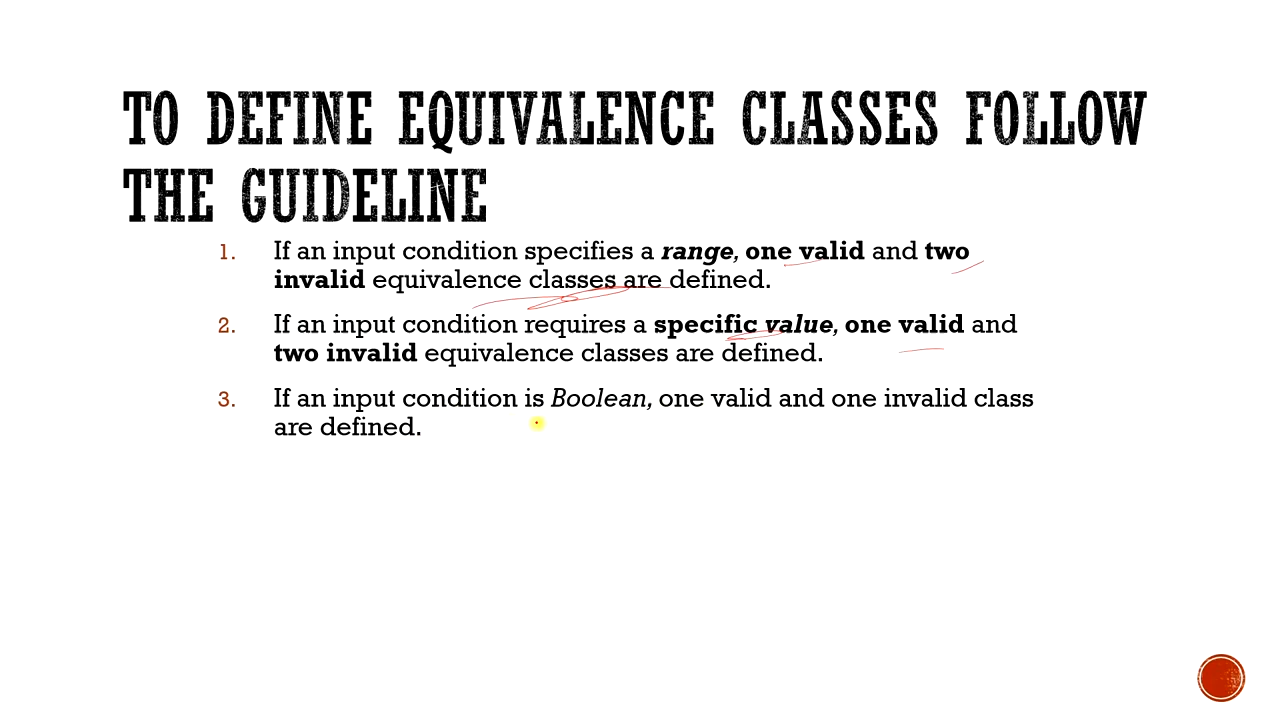 TO DEFINE EQUIVALENCE CLASSES FOLLOW
THE GUIDELINE
1. If an input condition specifies a range, one valid and two
invalid equivalence classes are defined.
2. If an input condition requires a specific value, one valid and
two invalid equivalence classes are defined.
3. If an input condition is Boolean, one valid and one invalid class
are defined.